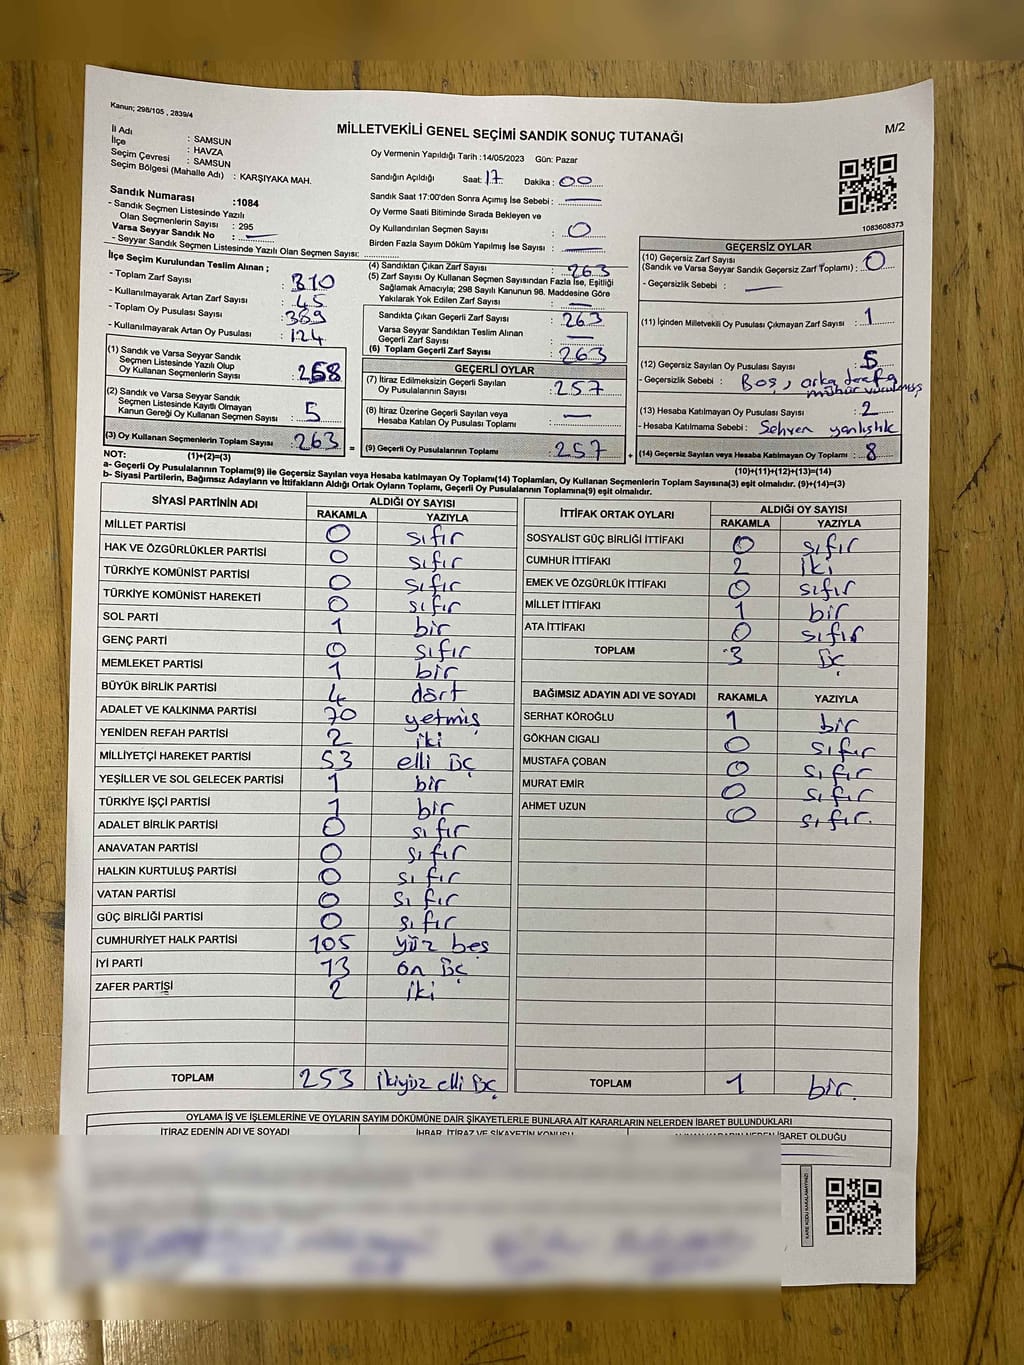 Kanun; 298/105 , 2839/4
MİLLETVEKİLİ GENEL SEÇİMİ SANDIK SONUÇ TUTANAĞI
M/2
İl Adı : SAMSUN
İlçe : HAVZA
Seçim Çevresi : SAMSUN
Seçim Bölgesi (Mahalle Adı) : KARŞIYAKA MAH.
Sandık Numarası :1084
- Sandık Seçmen Listesinde Yazılı
Olan Seçmenlerin Sayısı : 295
Varsa Seyyar Sandık No : —
- Seyyar Sandık Seçmen Listesinde Yazılı Olan Seçmen Sayısı:
Oy Vermenin Yapıldığı Tarih :14/05/2023 Gün: Pazar
Sandığın Açıldığı Saat: 17 Dakika : 00
Sandık Saat 17:00'den Sonra Açımış İse Sebebi : —
Oy Verme Saati Bitiminde Sırada Bekleyen ve
Oy Kullandırılan Seçmen Sayısı : 0
Birden Fazla Sayım Döküm Yapılmış İse Sayısı : —
1083608373
İlçe Seçim Kurulundan Teslim Alınan ;
- Toplam Zarf Sayısı : 310
- Kullanılmayarak Artan Zarf Sayısı : 45
- Toplam Oy Pusulası Sayısı : 389
- Kullanılmayarak Artan Oy Pusulası : 124
(1) Sandık ve Varsa Seyyar Sandık
Seçmen Listesinde Yazılı Olup
Oy Kullanan Seçmenlerin Sayısı : 258
(2) Sandık ve Varsa Seyyar Sandık
Seçmen Listesinde Kayıtlı Olmayan
Kanun Gereği Oy Kullanan Seçmen Sayısı : 5
(3) Oy Kullanan Seçmenlerin Toplam Sayısı : 263
(4) Sandıktan Çıkan Zarf Sayısı : 263
(5) Zarf Sayısı Oy Kullanan Seçmen Sayısından Fazla İse, Eşitliği
Sağlamak Amacıyla; 298 Sayılı Kanunun 98. Maddesine Göre
Yakılarak Yok Edilen Zarf Sayısı : —
Sandıkta Çıkan Geçerli Zarf Sayısı : 263
Varsa Seyyar Sandıktan Teslim Alınan
Geçerli Zarf Sayısı : —
(6) Toplam Geçerli Zarf Sayısı : 263
GEÇERLİ OYLAR
(7) İtiraz Edilmeksizin Geçerli Sayılan
Oy Pusulalarının Sayısı : 257
(8) İtiraz Üzerine Geçerli Sayılan veya
Hesaba Katılan Oy Pusulası Toplamı : —
= (9) Geçerli Oy Pusulalarının Toplamı : 257 +
GEÇERSİZ OYLAR
(10) Geçersiz Zarf Sayısı
(Sandık ve Varsa Seyyar Sandık Geçersiz Zarf Toplamı) : 0
- Geçersizlik Sebebi : —
(11) İçinden Milletvekili Oy Pusulası Çıkmayan Zarf Sayısı : 1
(12) Geçersiz Sayılan Oy Pusulası Sayısı : 5
- Geçersizlik Sebebi : Boş, arka tarafa
mühür vurulmuş
(13) Hesaba Katılmayan Oy Pusulası Sayısı : 2
- Hesaba Katılmama Sebebi : Sehven yanlışlık
(14) Geçersiz Sayılan veya Hesaba Katılmayan Oy Toplamı : 8
NOT: (1)+(2)=(3)
(10)+(11)+(12)+(13)=(14)
a- Geçerli Oy Pusulaların Toplamı(9) ile Geçersiz Sayılan veya Hesaba katılmayan Oy Toplamı(14) Toplamları, Oy Kullanan Seçmenlerin Toplam Sayısına(3) eşit olmalıdır. (9)+(14)=(3)
b- Siyasi Partilerin, Bağımsız Adayların ve İttifakların Aldığı Ortak Oyların Toplamı, Geçerli Oy Pusulalarının Toplamına(9) eşit olmalıdır.
SİYASİ PARTİNİN ADI ALDIĞI OY SAYISI
RAKAMLA YAZIYLA
MİLLET PARTİSİ 0 sıfır
HAK VE ÖZGÜRLÜKLER PARTİSİ 0 sıfır
TÜRKİYE KOMÜNİST PARTİSİ 0 sıfır
TÜRKİYE KOMÜNİST HAREKETİ 0 sıfır
SOL PARTİ 1 bir
GENÇ PARTİ 0 sıfır
MEMLEKET PARTİSİ 1 bir
BÜYÜK BİRLİK PARTİSİ 4 dört
ADALET VE KALKINMA PARTİSİ 70 yetmiş
YENİDEN REFAH PARTİSİ 2 iki
MİLLİYETÇİ HAREKET PARTİSİ 53 elli üç
YEŞİLLER VE SOL GELECEK PARTİSİ 1 bir
TÜRKİYE İŞÇİ PARTİSİ 1 bir
ADALET BİRLİK PARTİSİ 0 sıfır
ANAVATAN PARTİSİ 0 sıfır
HALKIN KURTULUŞ PARTİSİ 0 sıfır
VATAN PARTİSİ 0 sıfır
GÜÇ BİRLİĞİ PARTİSİ 0 sıfır
CUMHURİYET HALK PARTİSİ 105 yüz beş
İYİ PARTİ 13 on üç
ZAFER PARTİSİ 2 iki
TOPLAM 253 ikiyüz elli üç
İTTİFAK ORTAK OYLARI ALDIĞI OY SAYISI
RAKAMLA YAZIYLA
SOSYALİST GÜÇ BİRLİĞİ İTTİFAKI 0 sıfır
CUMHUR İTTİFAKI 2 iki
EMEK VE ÖZGÜRLÜK İTTİFAKI 0 sıfır
MİLLET İTTİFAKI 1 bir
ATA İTTİFAKI 0 sıfır
TOPLAM 3 üç
BAĞIMSIZ ADAYIN ADI VE SOYADI RAKAMLA YAZIYLA
SERHAT KÖROĞLU 1 bir
GÖKHAN CIGALI 0 sıfır
MUSTAFA ÇOBAN 0 sıfır
MURAT EMİR 0 sıfır
AHMET UZUN 0 sıfır.
TOPLAM 1 bir.
OYLAMA İŞ VE İŞLEMLERİNE VE OYLARIN SAYIM DÖKÜMÜNE DAİR ŞİKAYETLERLE BUNLARA AİT KARARLARIN NELERDEN İBARET BULUNDUKLARI
İTİRAZ EDENİN ADI VE SOYADI İHBAR, İTİRAZ VE ŞİKAYETİN KONUSU İBARET OLDUĞU
KARE KODU KARALAMAYINIZ!